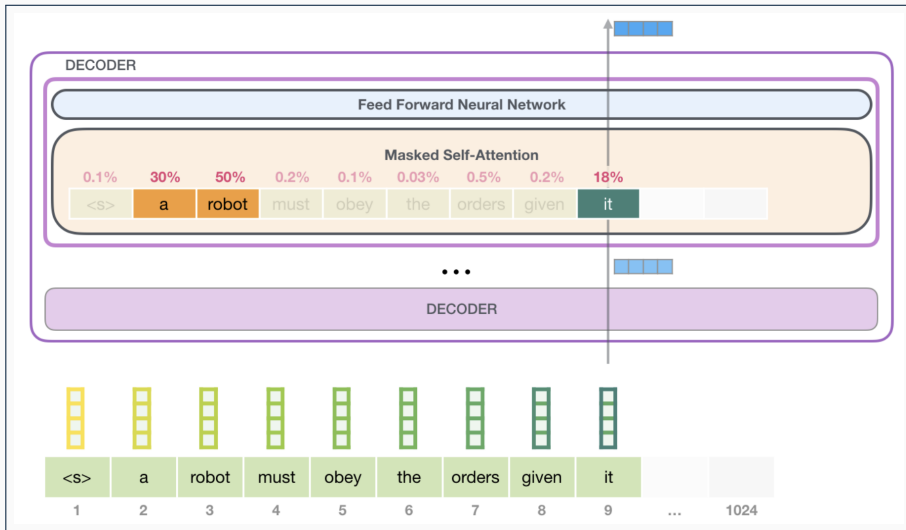 DECODER
Feed Forward Neural Network
Masked Self-Attention
0.1% 30% 50% 0.2% 0.1% 0.03% 0.5% 0.2% 18%
<s> a robot must obey the orders given it
...
DECODER
<s> a robot must obey the orders given it
1 2 3 4 5 6 7 8 9 ... 1024